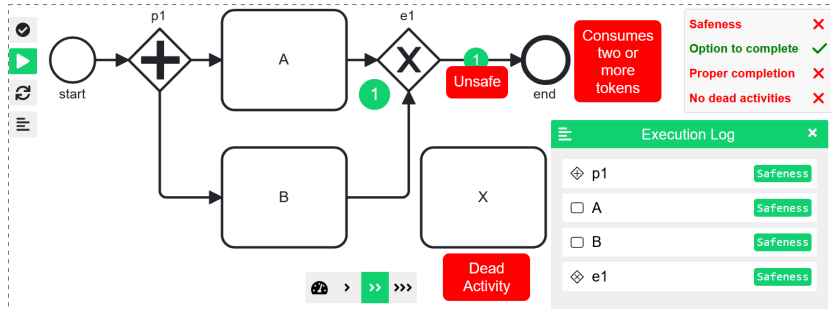 p1
e1
A
B
X
start
end
1
1
Unsafe
Consumes
two or
more
tokens
Dead
Activity
Safeness
Option to complete
Proper completion
No dead activities
Execution Log
p1 Safeness
A Safeness
B Safeness
e1 Safeness